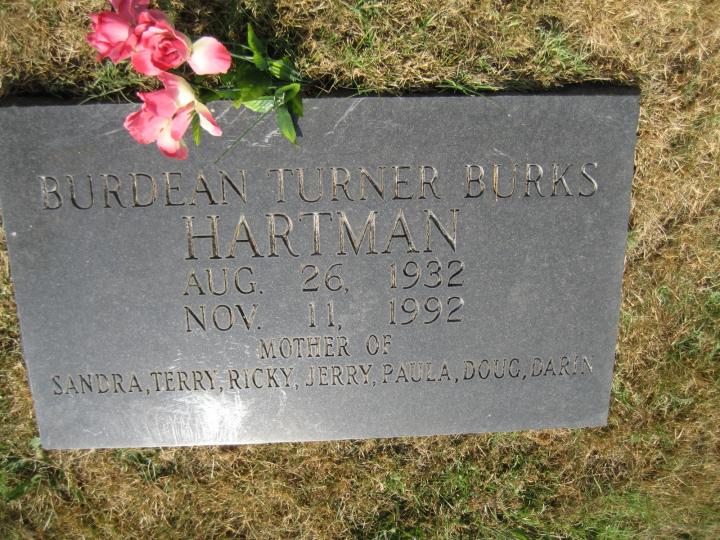 BURDEAN TURNER BURKS
HARTMAN
AUG. 26, 1932
NOV. 11, 1992
MOTHER OF
SANDRA, TERRY, RICKY, JERRY, PAULA, DOUG, DARIN